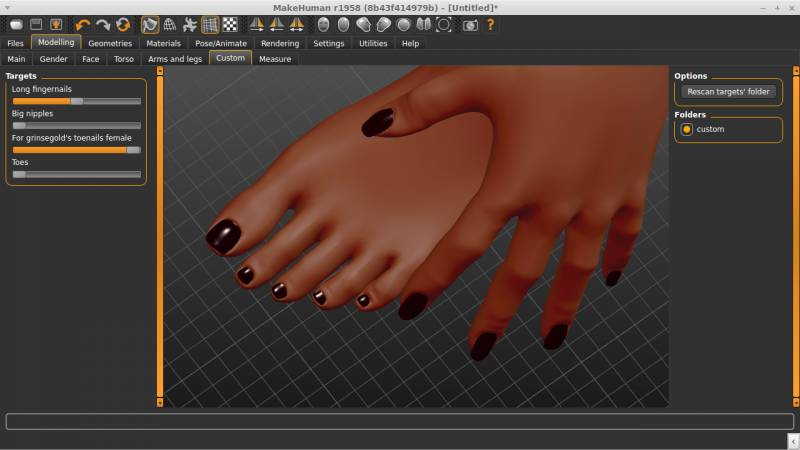 MakeHuman r1958 (8b43f414979b) - [Untitled]*
Files Modelling Geometries Materials Pose/Animate Rendering Settings Utilities Help
Main Gender Face Torso Arms and legs Custom Measure
Targets
Long fingernails
Big nipples
For grinsegold's toenails female
Toes
Options
Rescan targets' folder
Folders
custom